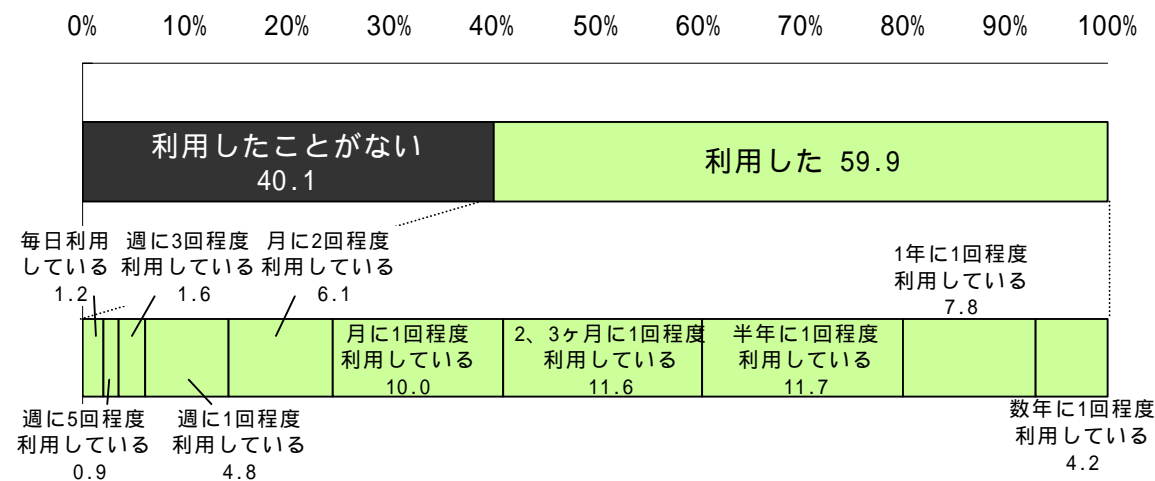 0% 10% 20% 30% 40% 50% 60% 70% 80% 90% 100%
利用したことがない
40.1
利用した 59.9
毎日利用
している
1.2
週に3回程度
利用している
1.6
月に2回程度
利用している
6.1
1年に1回程度
利用している
7.8
月に1回程度
利用している
10.0
2、3ヶ月に1回程度
利用している
11.6
半年に1回程度
利用している
11.7
週に5回程度
利用している
0.9
週に1回程度
利用している
4.8
数年に1回程度
利用している
4.2